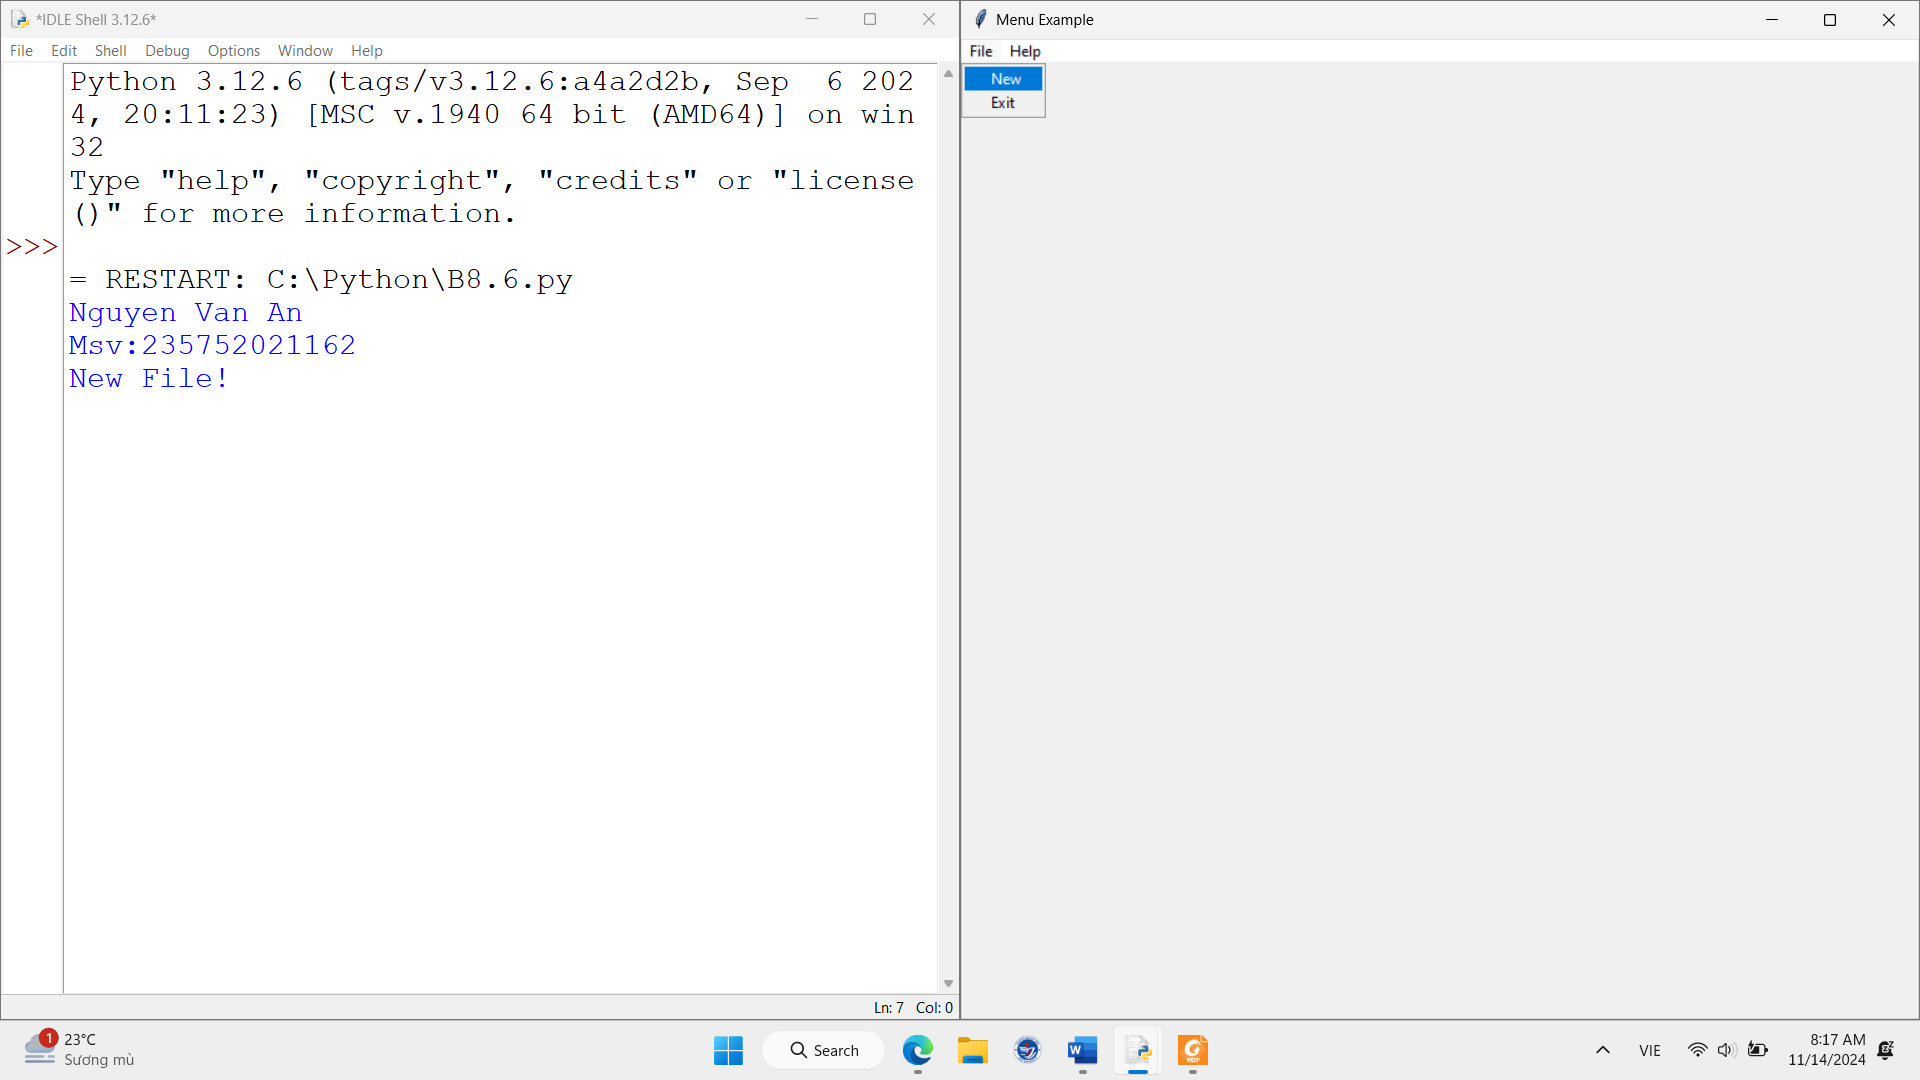 *IDLE Shell 3.12.6*
File Edit Shell Debug Options Window Help
Python 3.12.6 (tags/v3.12.6:a4a2d2b, Sep  6 202
4, 20:11:23) [MSC v.1940 64 bit (AMD64)] on win
32
Type "help", "copyright", "credits" or "license
()" for more information.
>>>
= RESTART: C:\Python\B8.6.py
Nguyen Van An
Msv:235752021162
New File!
Ln: 7 Col: 0
Menu Example
File Help
New
Exit
1
23°C
Sương mù
Search
W
PDF
VIE
8:17 AM
11/14/2024